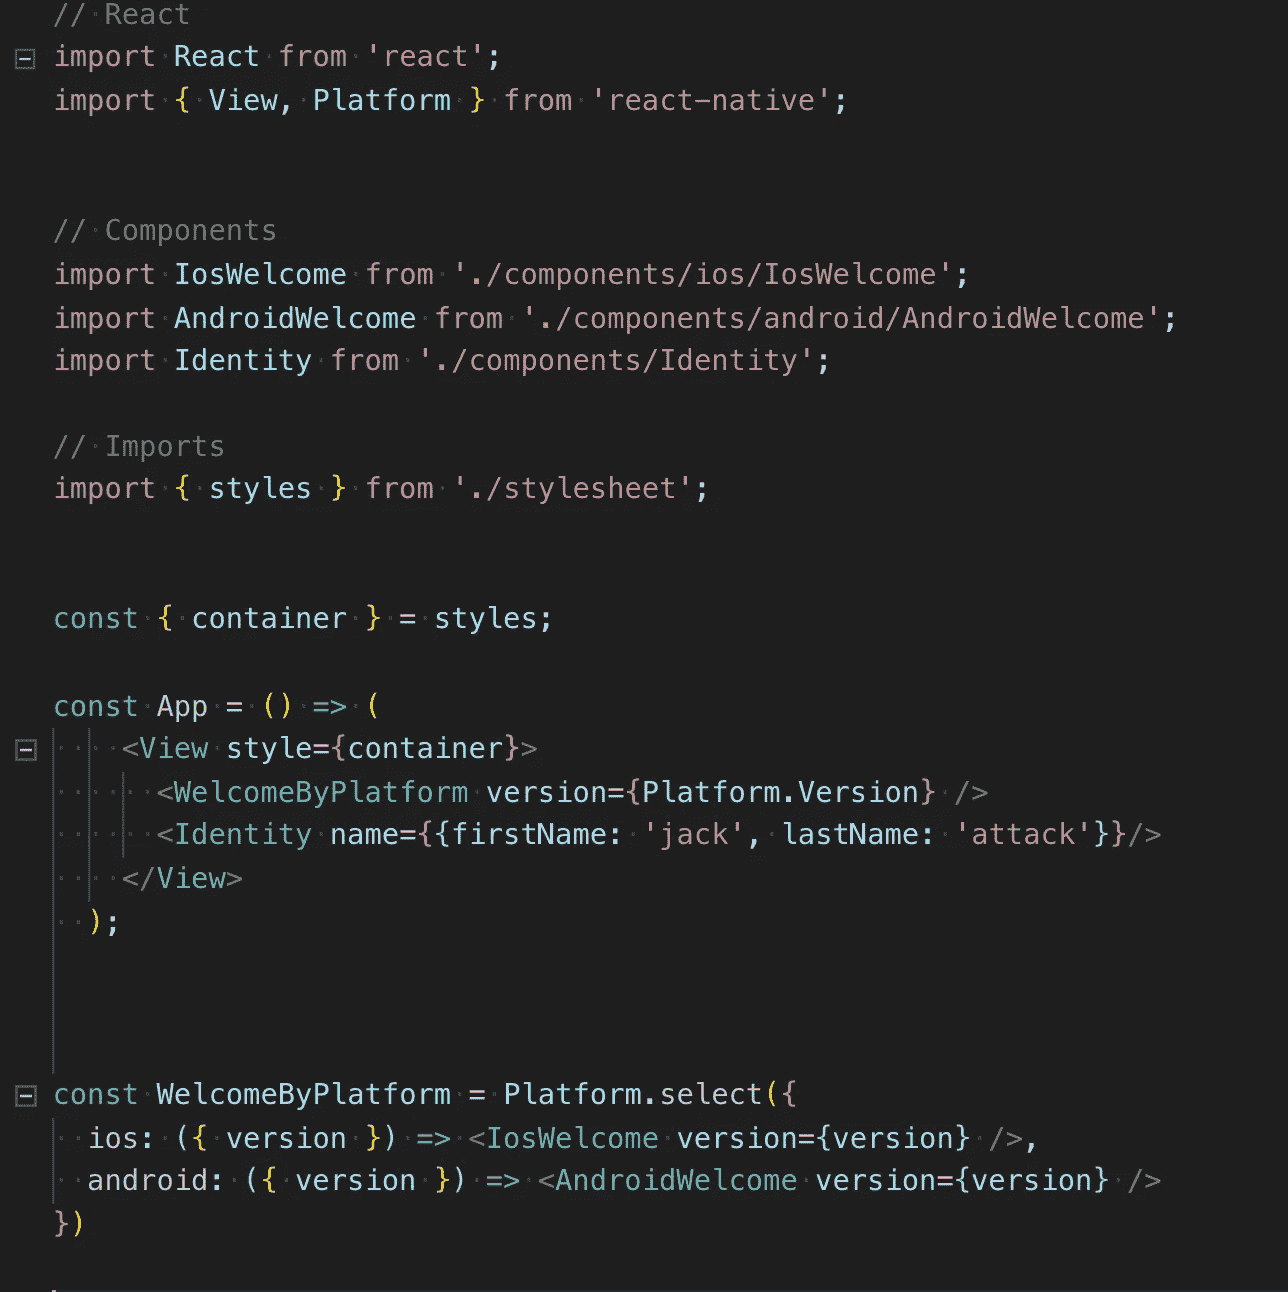 // React
import React from 'react';
import { View, Platform } from 'react-native';
// Components
import IosWelcome from './components/ios/IosWelcome';
import AndroidWelcome from './components/android/AndroidWelcome';
import Identity from './components/Identity';
// Imports
import { styles } from './stylesheet';
const { container } = styles;
const App = () => (
    <View style={container}>
      <WelcomeByPlatform version={Platform.Version} />
      <Identity name={{firstName: 'jack', lastName: 'attack'}}/>
    </View>
  );
const WelcomeByPlatform = Platform.select({
  ios: ({ version }) => <IosWelcome version={version} />,
  android: ({ version }) => <AndroidWelcome version={version} />
})